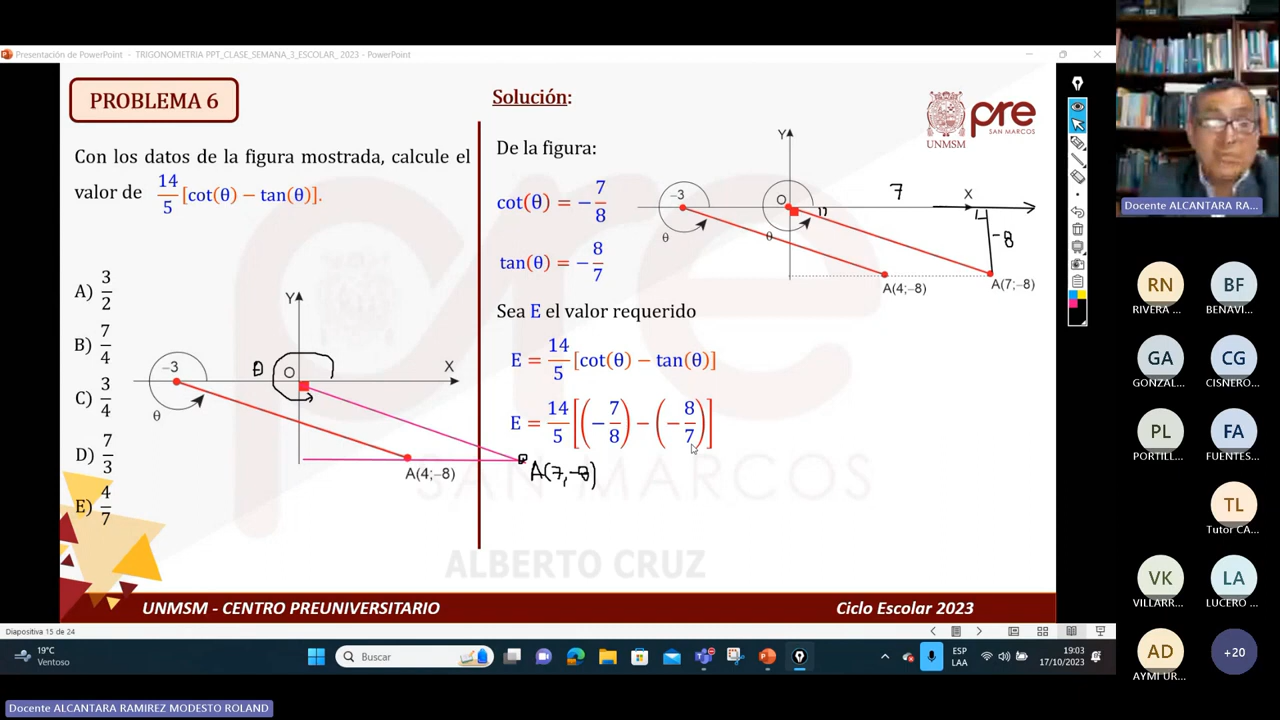 Presentación de PowerPoint - TRIGONOMETRIA PPT_CLASE_SEMANA_3_ESCOLAR_ 2023 - PowerPoint
PROBLEMA 6
Con los datos de la figura mostrada, calcule el
valor de 14/5 [cot(θ) − tan(θ)].
A) 3/2
B) 7/4
C) 3/4
D) 7/3
E) 4/7
Y
−3
O
X
θ
θ
A(4;−8)
A(7,-8)
Solución:
UNMSM
pre
SAN MARCOS
De la figura:
cot(θ) = −7/8
tan(θ) = −8/7
Y
−3
O
7
X
-8
θ
θ
A(4;−8)
A(7;−8)
Sea E el valor requerido
E = 14/5 [cot(θ) − tan(θ)]
E = 14/5 [(−7/8) − (−8/7)]
SAN MARCOS
ALBERTO CRUZ
UNMSM - CENTRO PREUNIVERSITARIO
Ciclo Escolar 2023
Diapositiva 15 de 24
19°C
Ventoso
Buscar
ESP
LAA
19:03
17/10/2023
Docente ALCANTARA RA...
RN
RIVERA ...
BF
BENAVI...
GA
GONZAL...
CG
CISNERO...
PL
PORTILL...
FA
FUENTES...
TL
Tutor CA...
VK
VILLARR...
LA
LUCERO ...
AD
AYMI UR...
+20
Docente ALCANTARA RAMIREZ MODESTO ROLAND